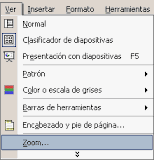 Ver Insertar Formato Herramientas
Normal
Clasificador de diapositivas
Presentación con diapositivas F5
Patrón
Color o escala de grises
Barras de herramientas
Encabezado y pie de página...
Zoom...